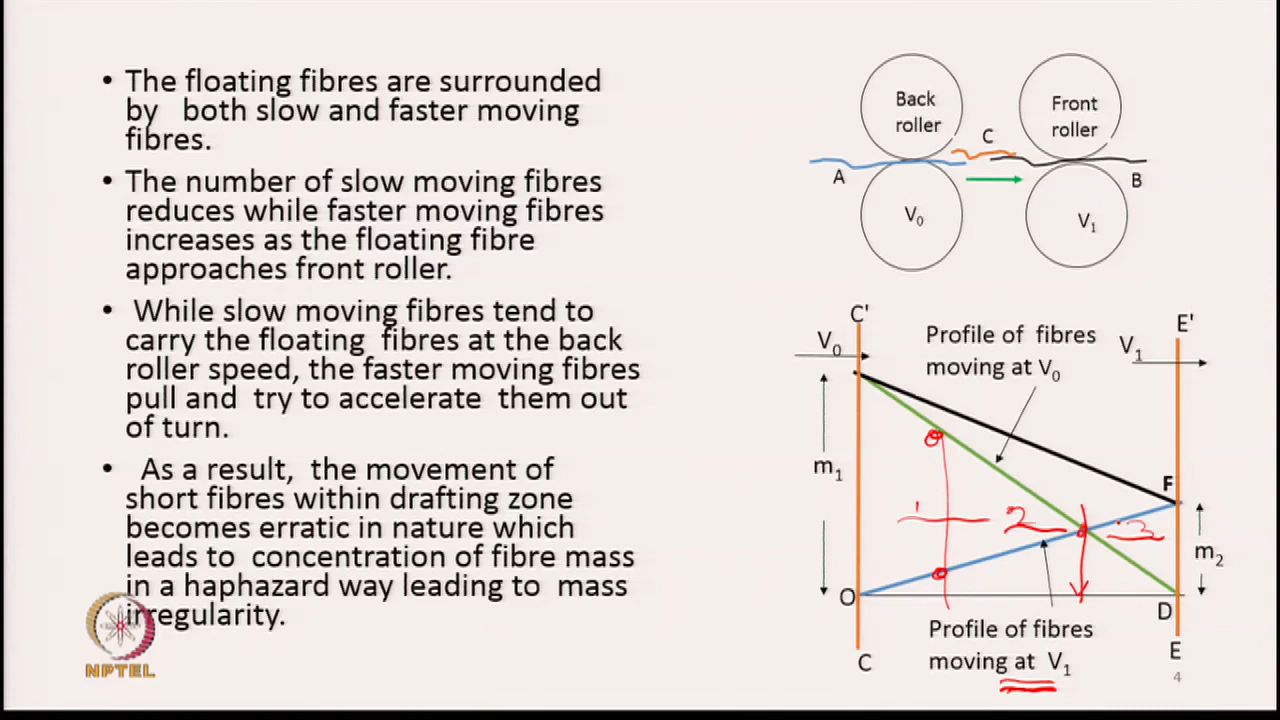 • The floating fibres are surrounded
by both slow and faster moving
fibres.
• The number of slow moving fibres
reduces while faster moving fibres
increases as the floating fibre
approaches front roller.
• While slow moving fibres tend to
carry the floating fibres at the back
roller speed, the faster moving fibres
pull and try to accelerate them out
of turn.
• As a result, the movement of
short fibres within drafting zone
becomes erratic in nature which
leads to concentration of fibre mass
in a haphazard way leading to mass
irregularity.
NPTEL
Back
roller
Front
roller
C
A
B
V0
V1
C'
E'
V0
Profile of fibres
moving at V0
V1
m1
F
1
2
3
m2
O
D
Profile of fibres
moving at V1
C
E
4